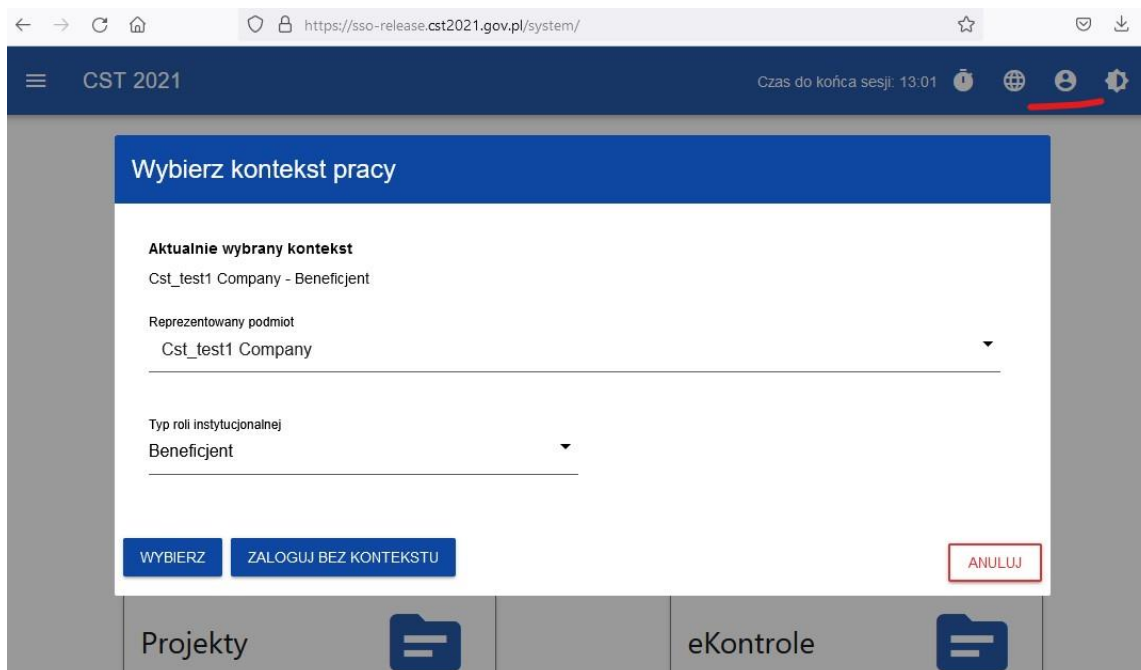 https://sso-release.cst2021.gov.pl/system/
CST 2021
Czas do końca sesji: 13:01
Wybierz kontekst pracy
Aktualnie wybrany kontekst
Cst_test1 Company - Beneficjent
Reprezentowany podmiot
Cst_test1 Company
Typ roli instytucjonalnej
Beneficjent
WYBIERZ ZALOGUJ BEZ KONTEKSTU ANULUJ
Projekty eKontrole